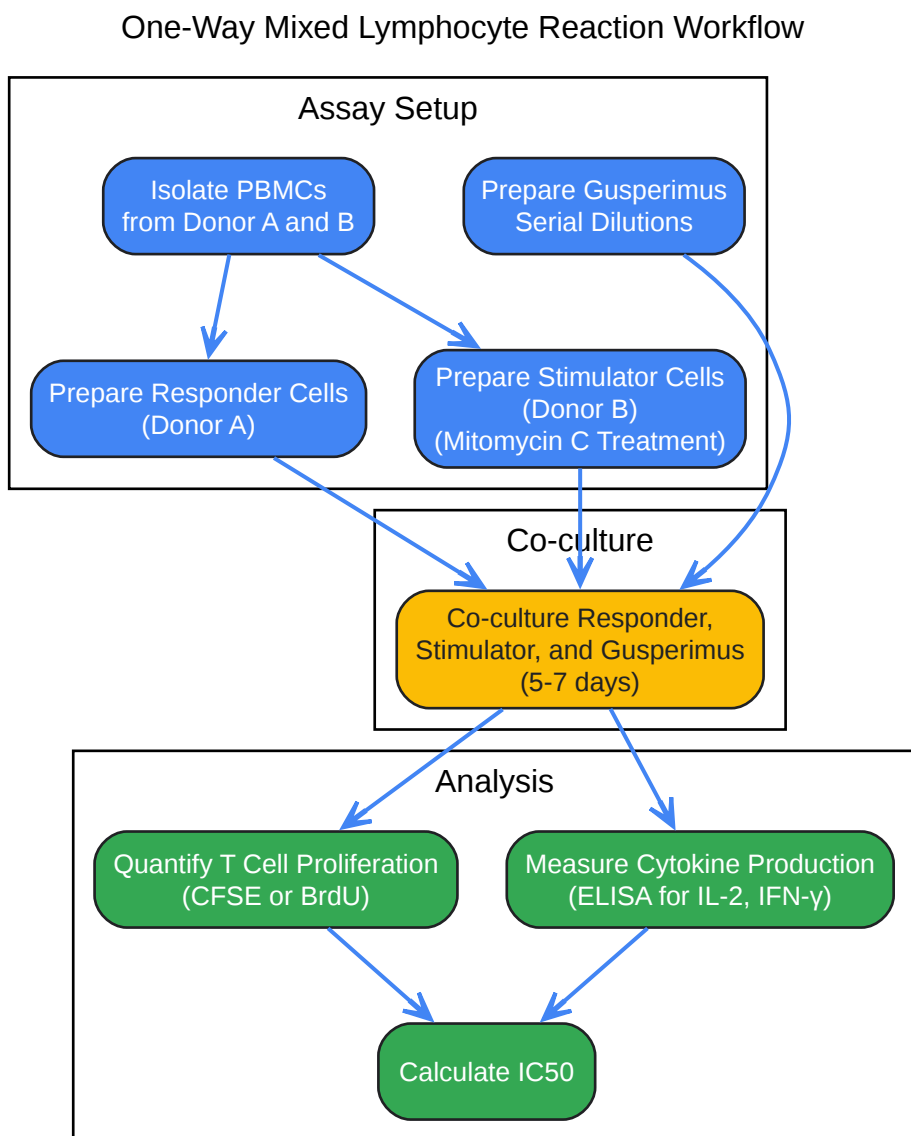 One-Way Mixed Lymphocyte Reaction Workflow
Assay Setup
Isolate PBMCs
from Donor A and B
Prepare Gusperimus
Serial Dilutions
Prepare Responder Cells
(Donor A)
Prepare Stimulator Cells
(Donor B)
(Mitomycin C Treatment)
Co-culture
Co-culture Responder,
Stimulator, and Gusperimus
(5-7 days)
Analysis
Quantify T Cell Proliferation
(CFSE or BrdU)
Measure Cytokine Production
(ELISA for IL-2, IFN-γ)
Calculate IC50